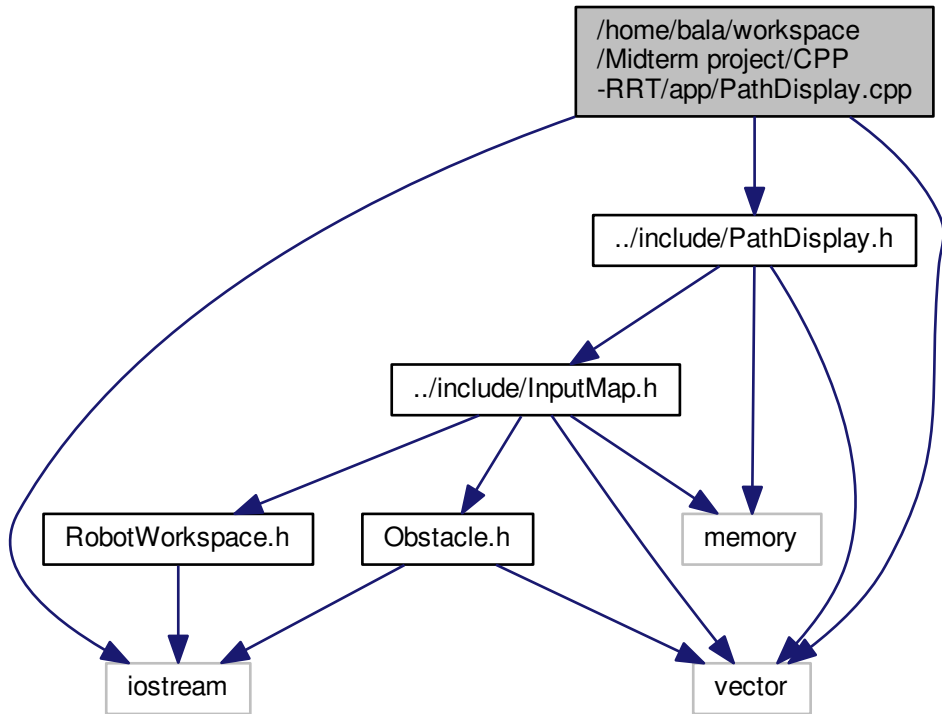 /home/bala/workspace
/Midterm project/CPP
-RRT/app/PathDisplay.cpp
../include/PathDisplay.h
../include/InputMap.h
RobotWorkspace.h
Obstacle.h
memory
iostream
vector